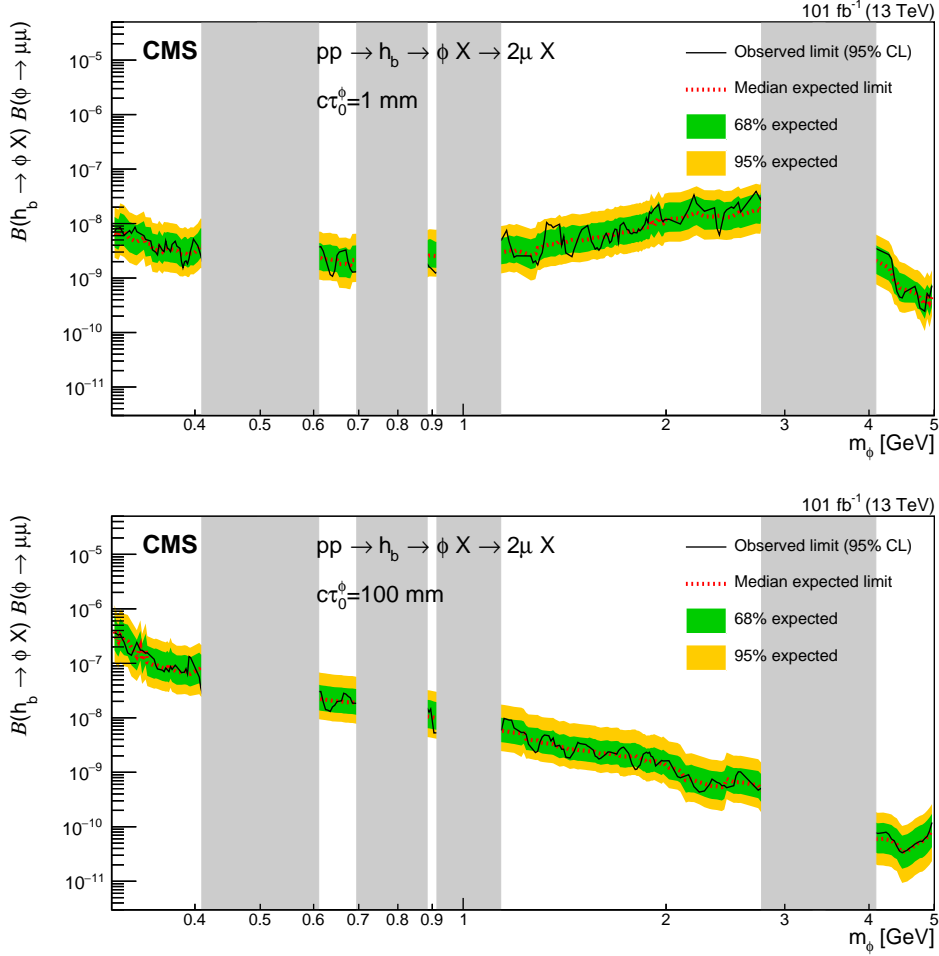 101 fb⁻¹ (13 TeV)
CMS
pp → h_b → ϕ X → 2μ X
cτ₀^ϕ=1 mm
Observed limit (95% CL)
Median expected limit
68% expected
95% expected
B(h_b → ϕ X) B(ϕ → μμ)
10⁻⁵
10⁻⁶
10⁻⁷
10⁻⁸
10⁻⁹
10⁻¹⁰
10⁻¹¹
0.4 0.5 0.6 0.7 0.8 0.9 1 2 3 4 5
m_ϕ [GeV]
101 fb⁻¹ (13 TeV)
CMS
pp → h_b → ϕ X → 2μ X
cτ₀^ϕ=100 mm
Observed limit (95% CL)
Median expected limit
68% expected
95% expected
B(h_b → ϕ X) B(ϕ → μμ)
10⁻⁵
10⁻⁶
10⁻⁷
10⁻⁸
10⁻⁹
10⁻¹⁰
10⁻¹¹
0.4 0.5 0.6 0.7 0.8 0.9 1 2 3 4 5
m_ϕ [GeV]